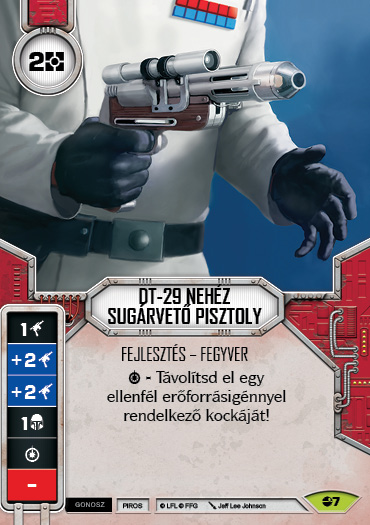 2
DT-29 NEHÉZ
SUGÁRVETŐ PISZTOLY
FEJLESZTÉS – FEGYVER
- Távolítsd el egy
ellenfél erőforrásigénnyel
rendelkező kockáját!
1
+2
+2
1
–
GONOSZ PIROS © LFL © FFG Jeff Lee Johnson 7